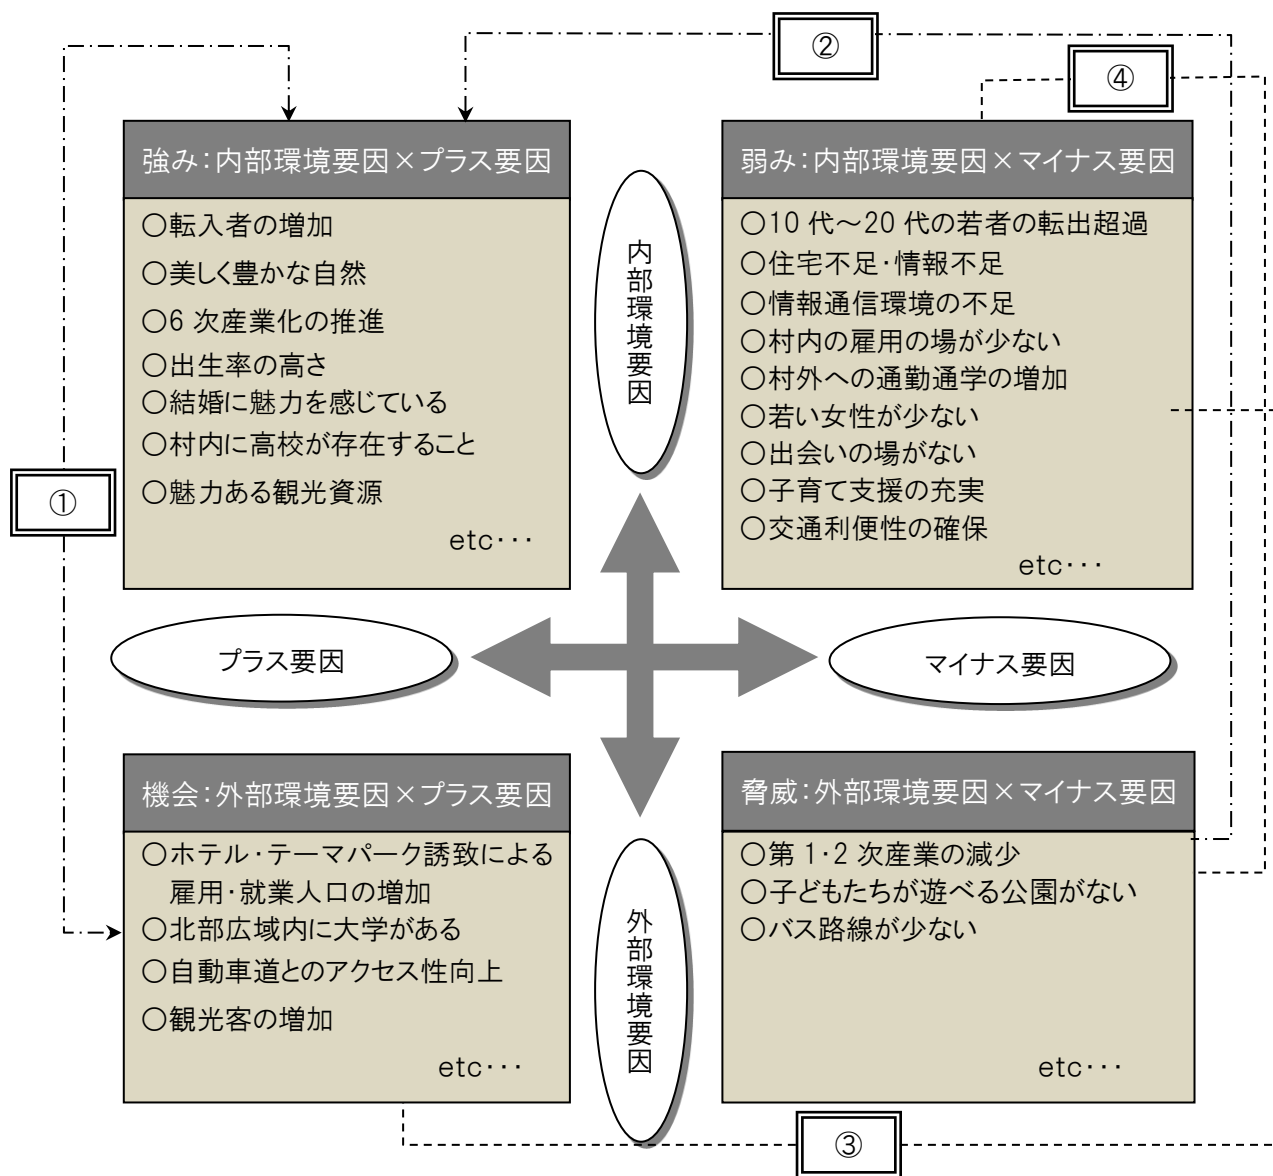 ②
④
強み：内部環境要因×プラス要因
○転入者の増加
○美しく豊かな自然
○6 次産業化の推進
○出生率の高さ
○結婚に魅力を感じている
○村内に高校が存在すること
○魅力ある観光資源
etc･･･
内部環境要因
弱み：内部環境要因×マイナス要因
○10 代～20 代の若者の転出超過
○住宅不足･情報不足
○情報通信環境の不足
○村内の雇用の場が少ない
○村外への通勤通学の増加
○若い女性が少ない
○出会いの場がない
○子育て支援の充実
○交通利便性の確保
etc･･･
①
プラス要因
マイナス要因
機会：外部環境要因×プラス要因
○ホテル･テーマパーク誘致による
雇用･就業人口の増加
○北部広域内に大学がある
○自動車道とのアクセス性向上
○観光客の増加
etc･･･
外部環境要因
脅威：外部環境要因×マイナス要因
○第 1･2 次産業の減少
○子どもたちが遊べる公園がない
○バス路線が少ない
etc･･･
③